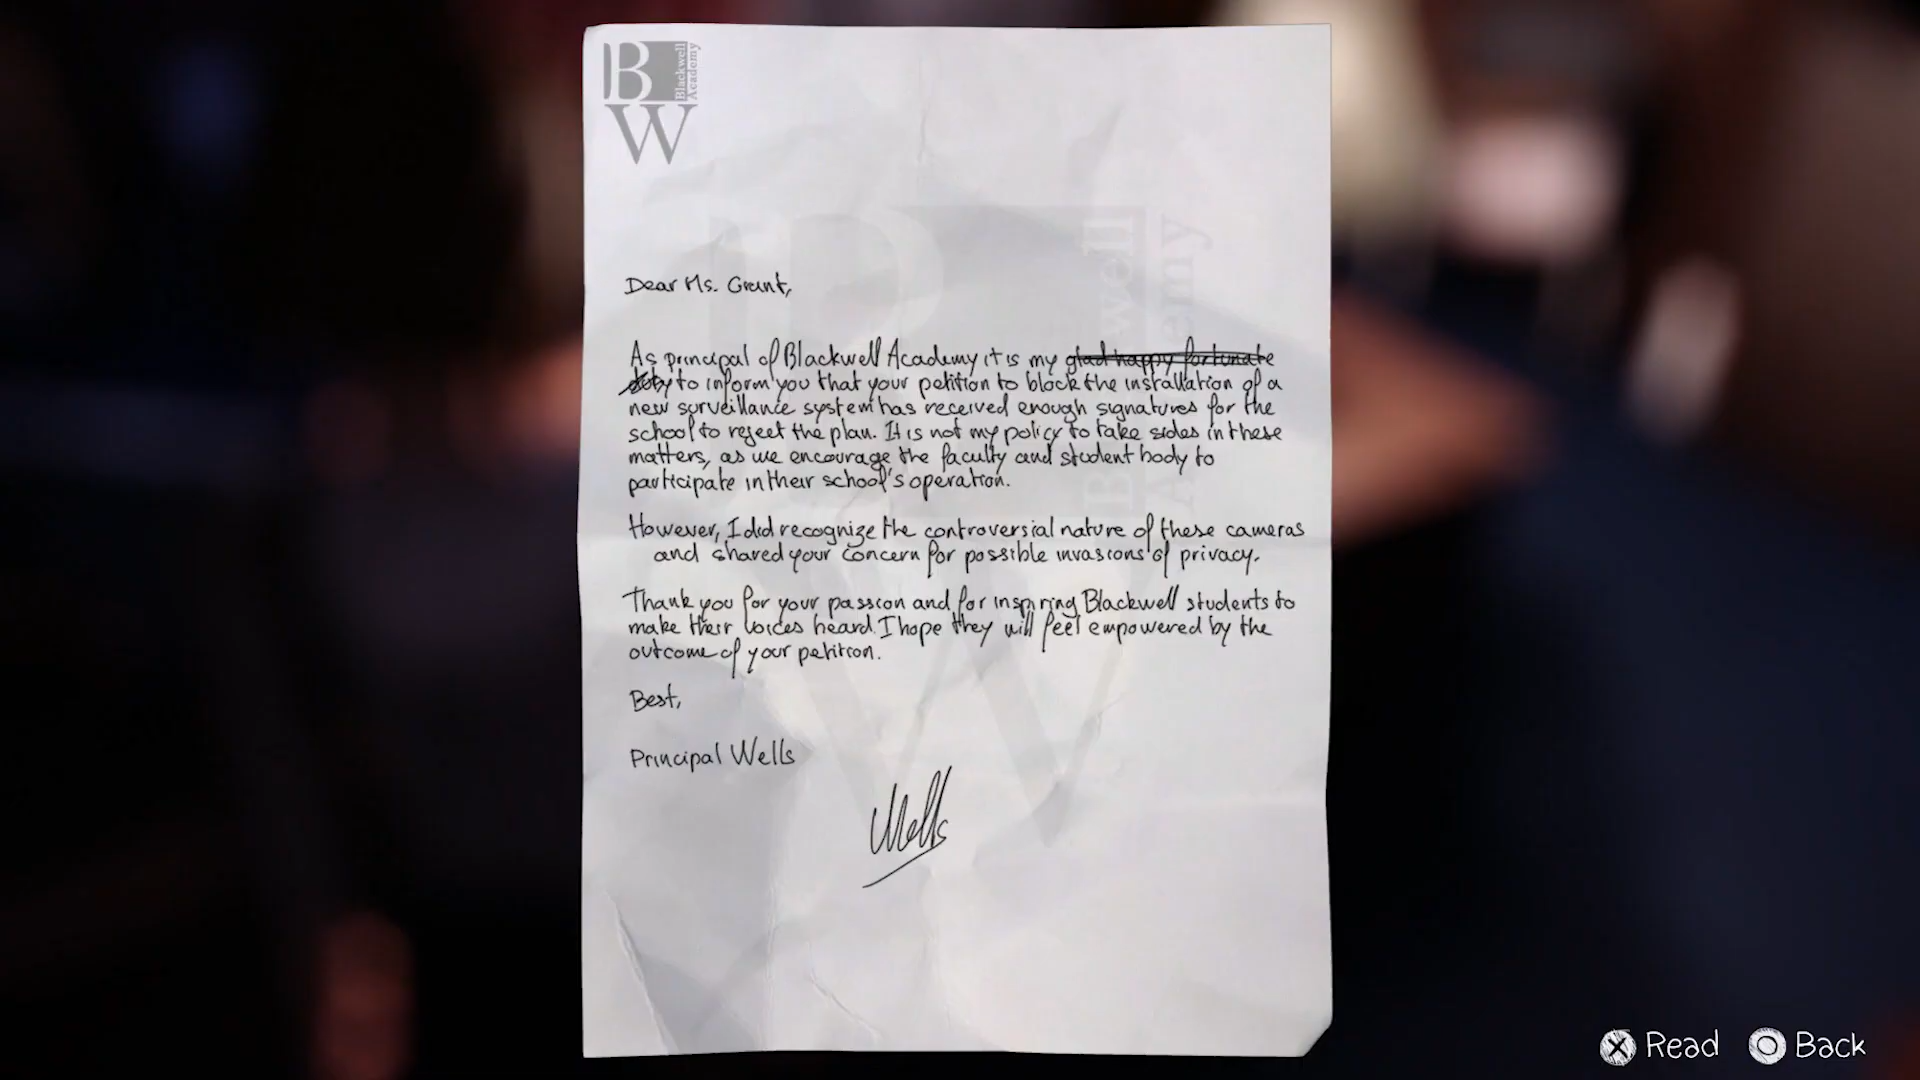 B
Blackwell
Academy
W
Dear Ms. Grant,
As principal of Blackwell Academy it is my glad happy fortunate
duty to inform you that your petition to block the installation of a
new surveillance system has received enough signatures for the
school to reject the plan. It is not my policy to take sides in these
matters, as we encourage the faculty and student body to
participate in their school's operation.
However, I did recognize the controversial nature of these cameras
and shared your concern for possible invasions of privacy.
Thank you for your passion and for inspiring Blackwell students to
make their voices heard. I hope they will feel empowered by the
outcome of your petition.
Best,
Principal Wells
Wells
Read
Back